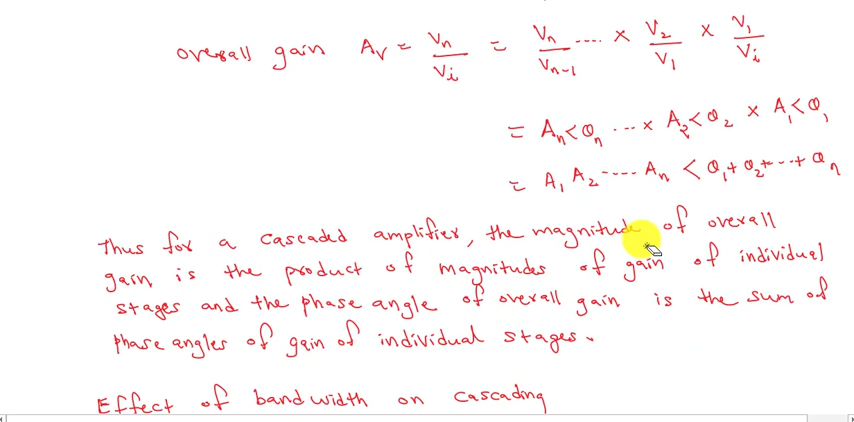 overall gain Av = Vn/Vi = Vn/Vn-1 .... × V2/V1 × V1/Vi
= An<θn ... × A2<θ2 × A1<θ1
= A1 A2 ..... An < θ1+θ2+...+θn
Thus for a cascaded amplifier, the magnitude of overall
gain is the product of magnitudes of gain of individual
stages and the phase angle of overall gain is the sum of
phase angles of gain of individual stages.
Effect of bandwidth on cascading